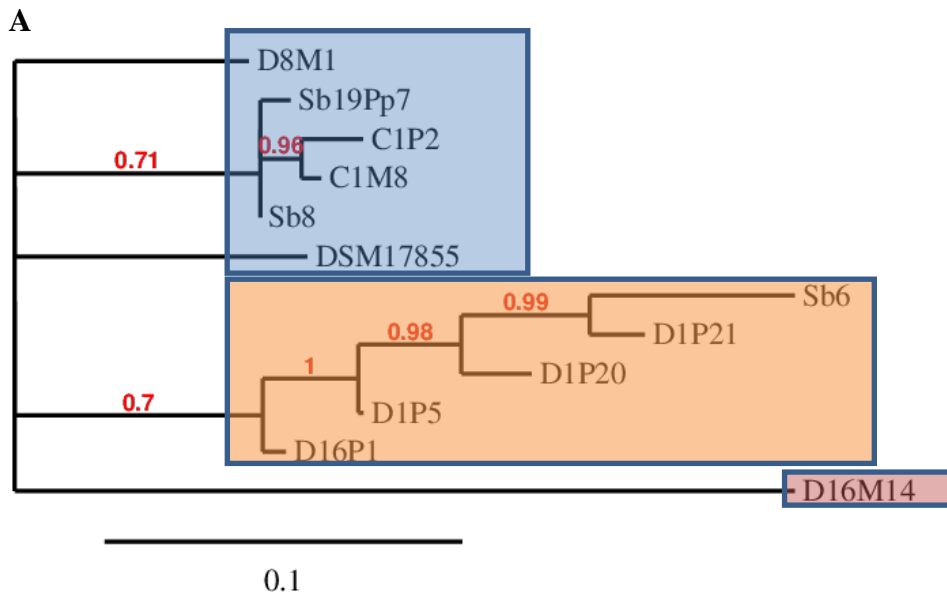 A
D8M1
Sb19Pp7
0.96
C1P2
0.71
C1M8
Sb8
DSM17855
Sb6
0.99
D1P21
0.98
D1P20
1
0.7
D1P5
D16P1
D16M14
0.1